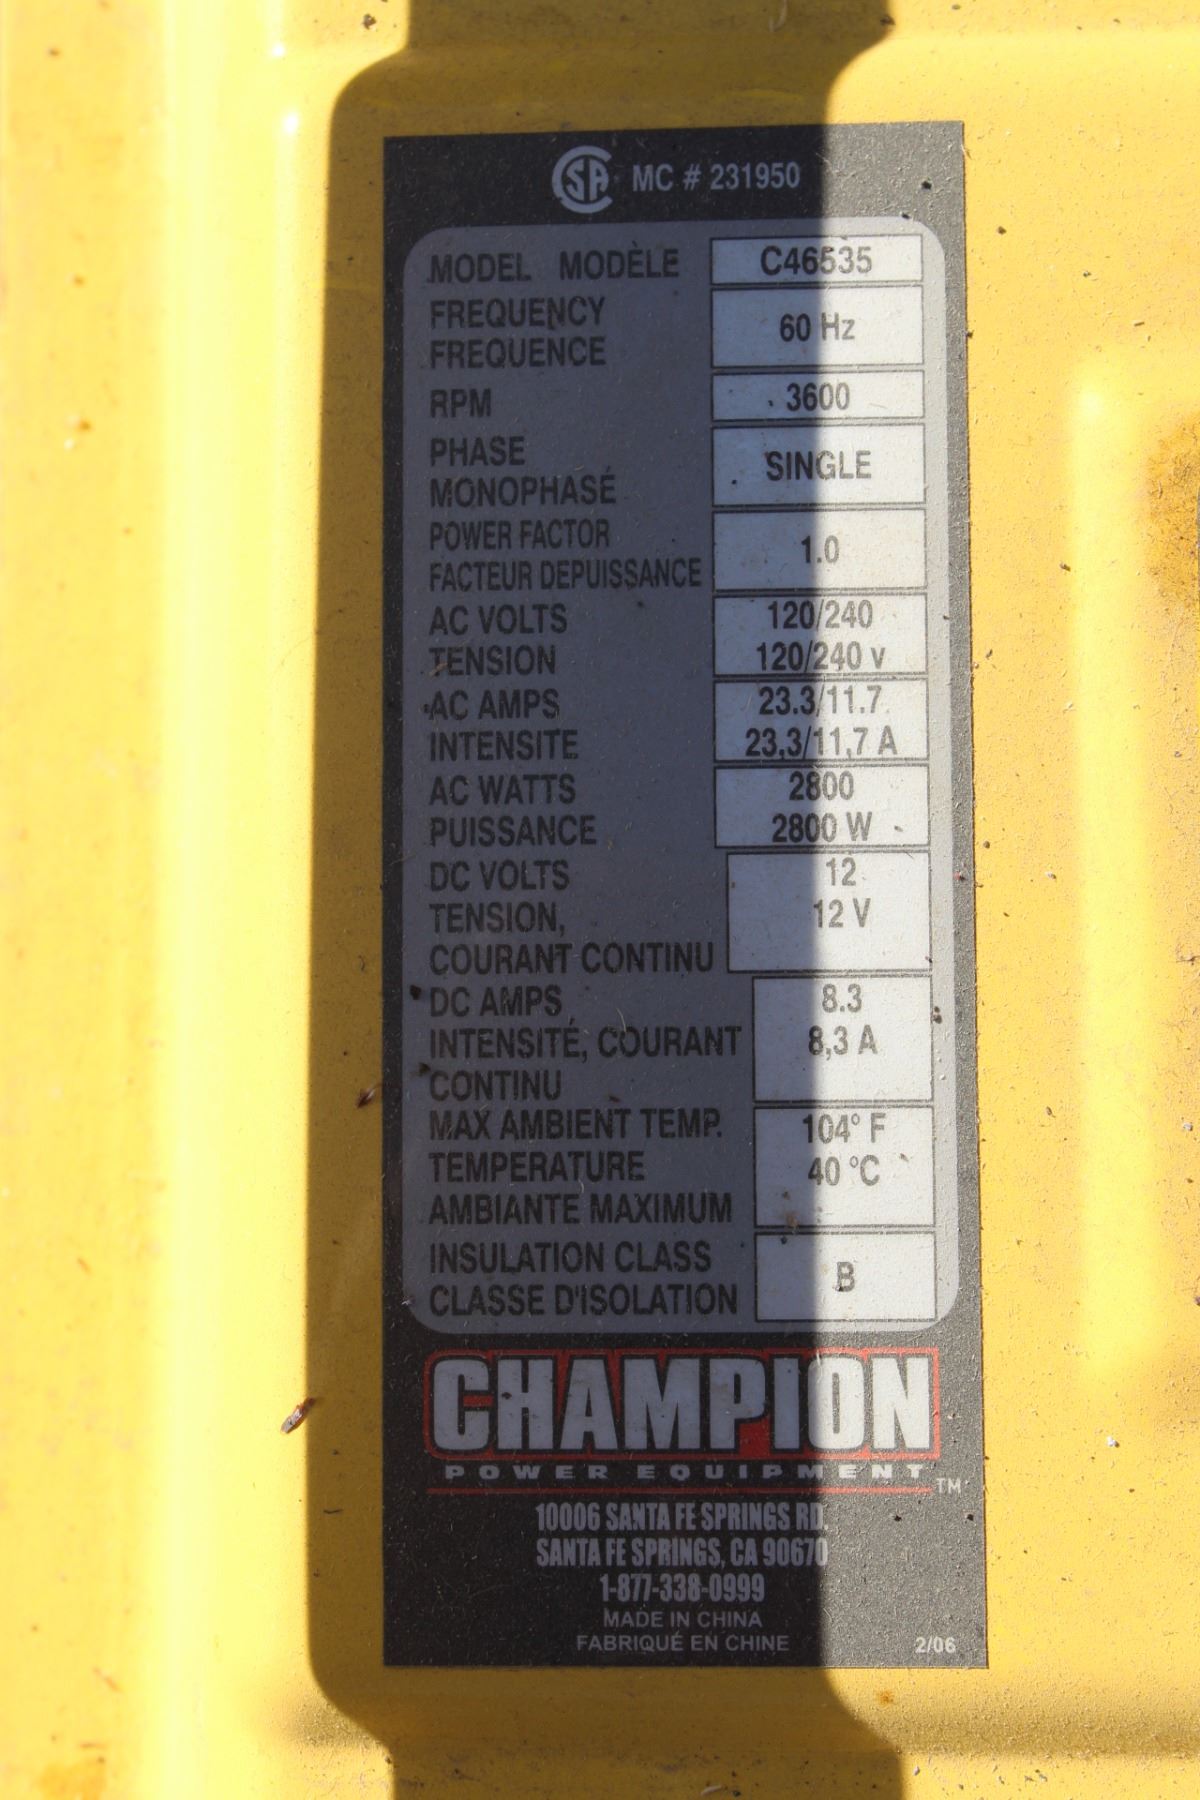 CSA MC # 231950
MODEL MODÈLE C46535
FREQUENCY
FREQUENCE 60 Hz
RPM 3600
PHASE
MONOPHASÉ SINGLE
POWER FACTOR
FACTEUR DEPUISSANCE 1.0
AC VOLTS 120/240
TENSION 120/240 v
AC AMPS 23.3/11.7
INTENSITE 23,3/11,7 A
AC WATTS 2800
PUISSANCE 2800 W
DC VOLTS 12
TENSION, 12 V
COURANT CONTINU
DC AMPS 8.3
INTENSITÉ, COURANT 8,3 A
CONTINU
MAX AMBIENT TEMP. 104° F
TEMPERATURE 40 °C
AMBIANTE MAXIMUM
INSULATION CLASS
CLASSE D'ISOLATION B
CHAMPION
POWER EQUIPMENT TM
10006 SANTA FE SPRINGS RD.
SANTA FE SPRINGS, CA 90670
1-877-338-0999
MADE IN CHINA
FABRIQUÉ EN CHINE 2/06